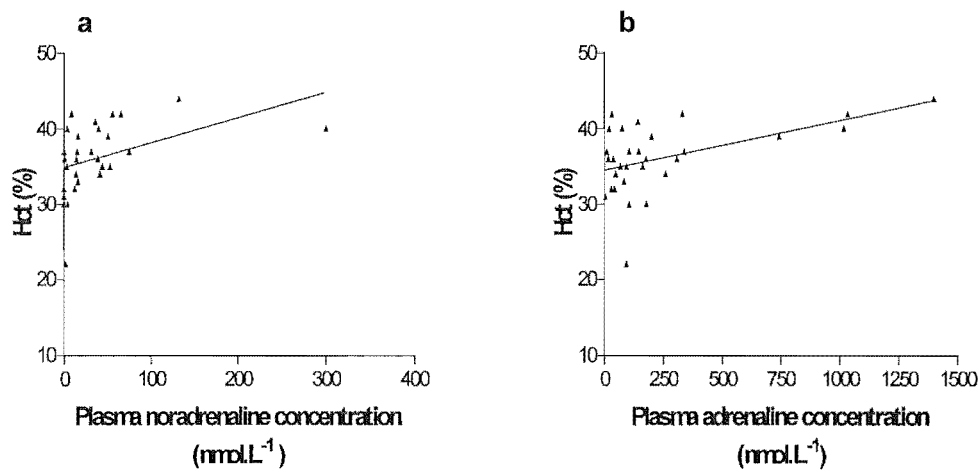 a
50
40
30
20
10
Hct (%)
0
100
200
300
400
Plasma noradrenaline concentration
(nmol.L⁻¹)
b
50
40
30
20
10
Hct (%)
0
250
500
750
1000
1250
1500
Plasma adrenaline concentration
(nmol.L⁻¹)